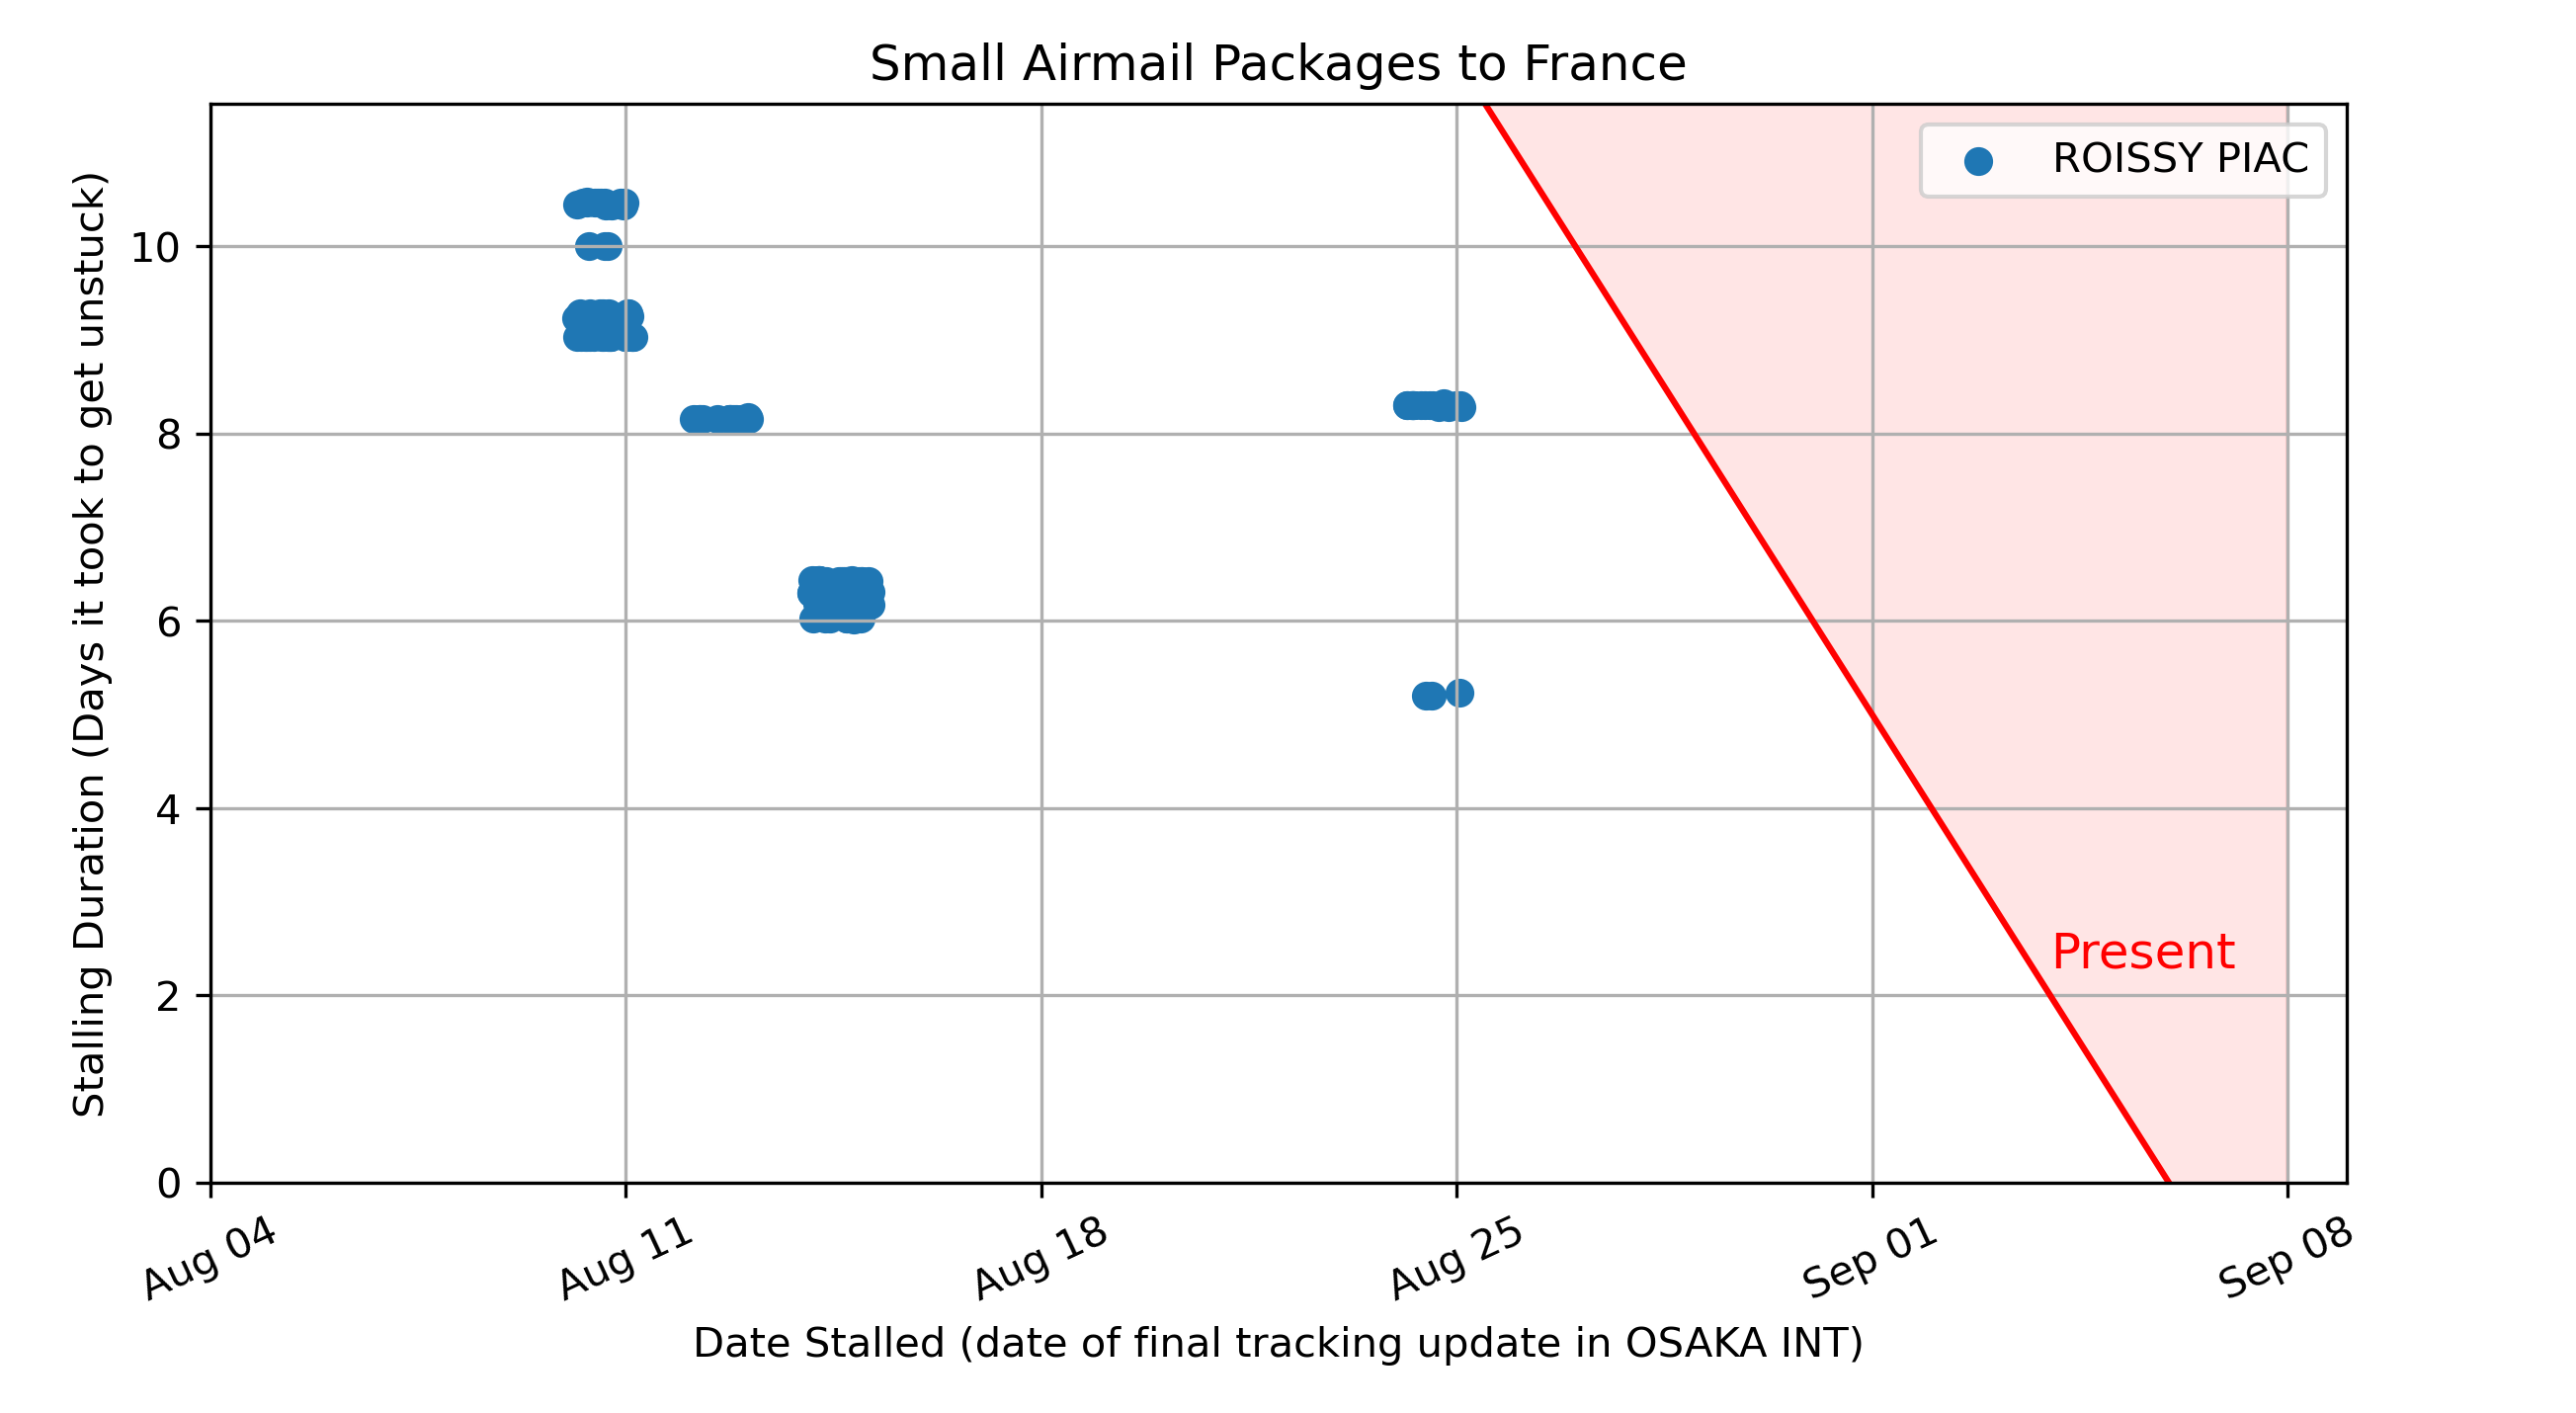 Small Airmail Packages to France
ROISSY PIAC
Stalling Duration (Days it took to get unstuck)
10
8
6
4
2
0
Present
Aug 04
Aug 11
Aug 18
Aug 25
Sep 01
Sep 08
Date Stalled (date of final tracking update in OSAKA INT)